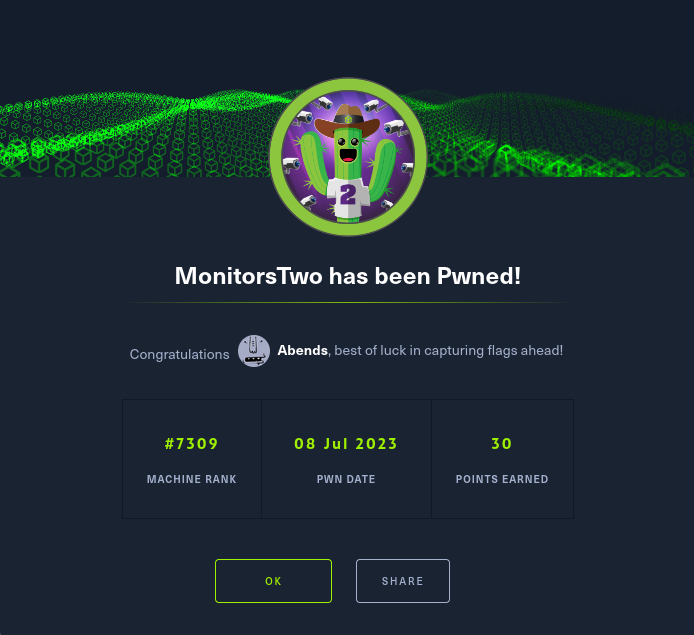 2
MonitorsTwo has been Pwned!
Congratulations Abends, best of luck in capturing flags ahead!
#7309 08 Jul 2023 30
MACHINE RANK PWN DATE POINTS EARNED
OK SHARE